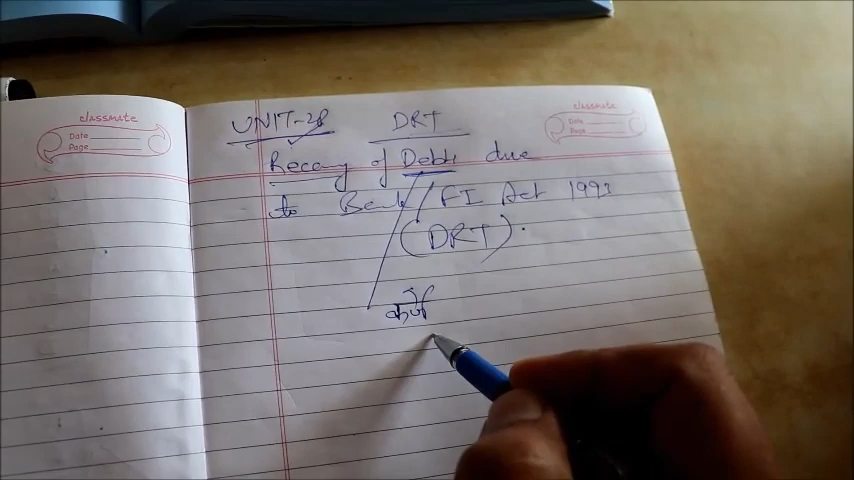 classmate
Date
Page
classmate
Date
Page
UNIT-28 DRT
Recovy of Debts due
to Bank / FI Act 1993
(DRT).
कर्ज